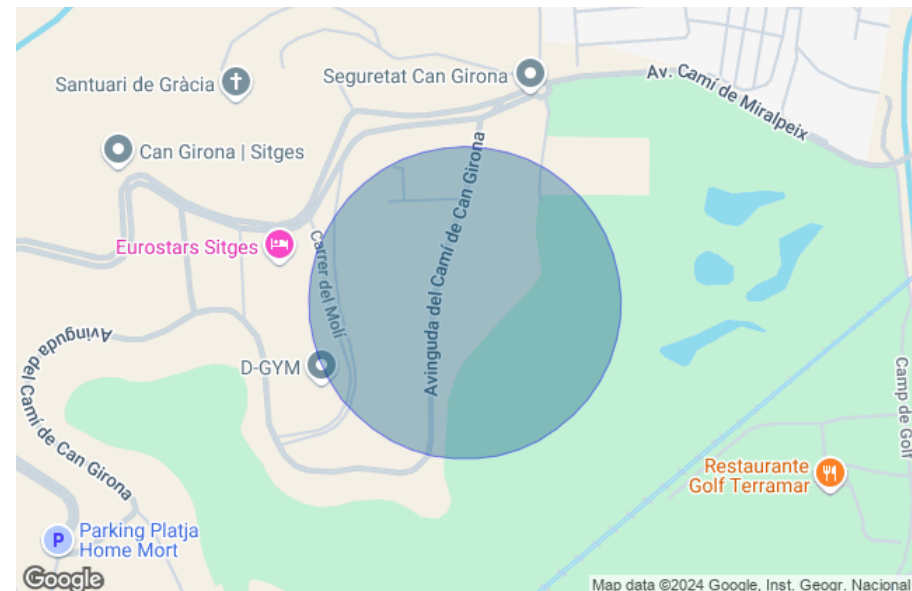 Santuari de Gràcia
Seguretat Can Girona
Av. Camí de Miralpeix
Can Girona | Sitges
Avinguda del Camí de Can Girona
Eurostars Sitges
Carrer del Molí
D-GYM
Avinguda del Camí de Can Girona
Camp de Golf
Restaurante
Golf Terramar
P
Parking Platja
Home Mort
Google
Map data ©2024 Google, Inst. Geogr. Nacional